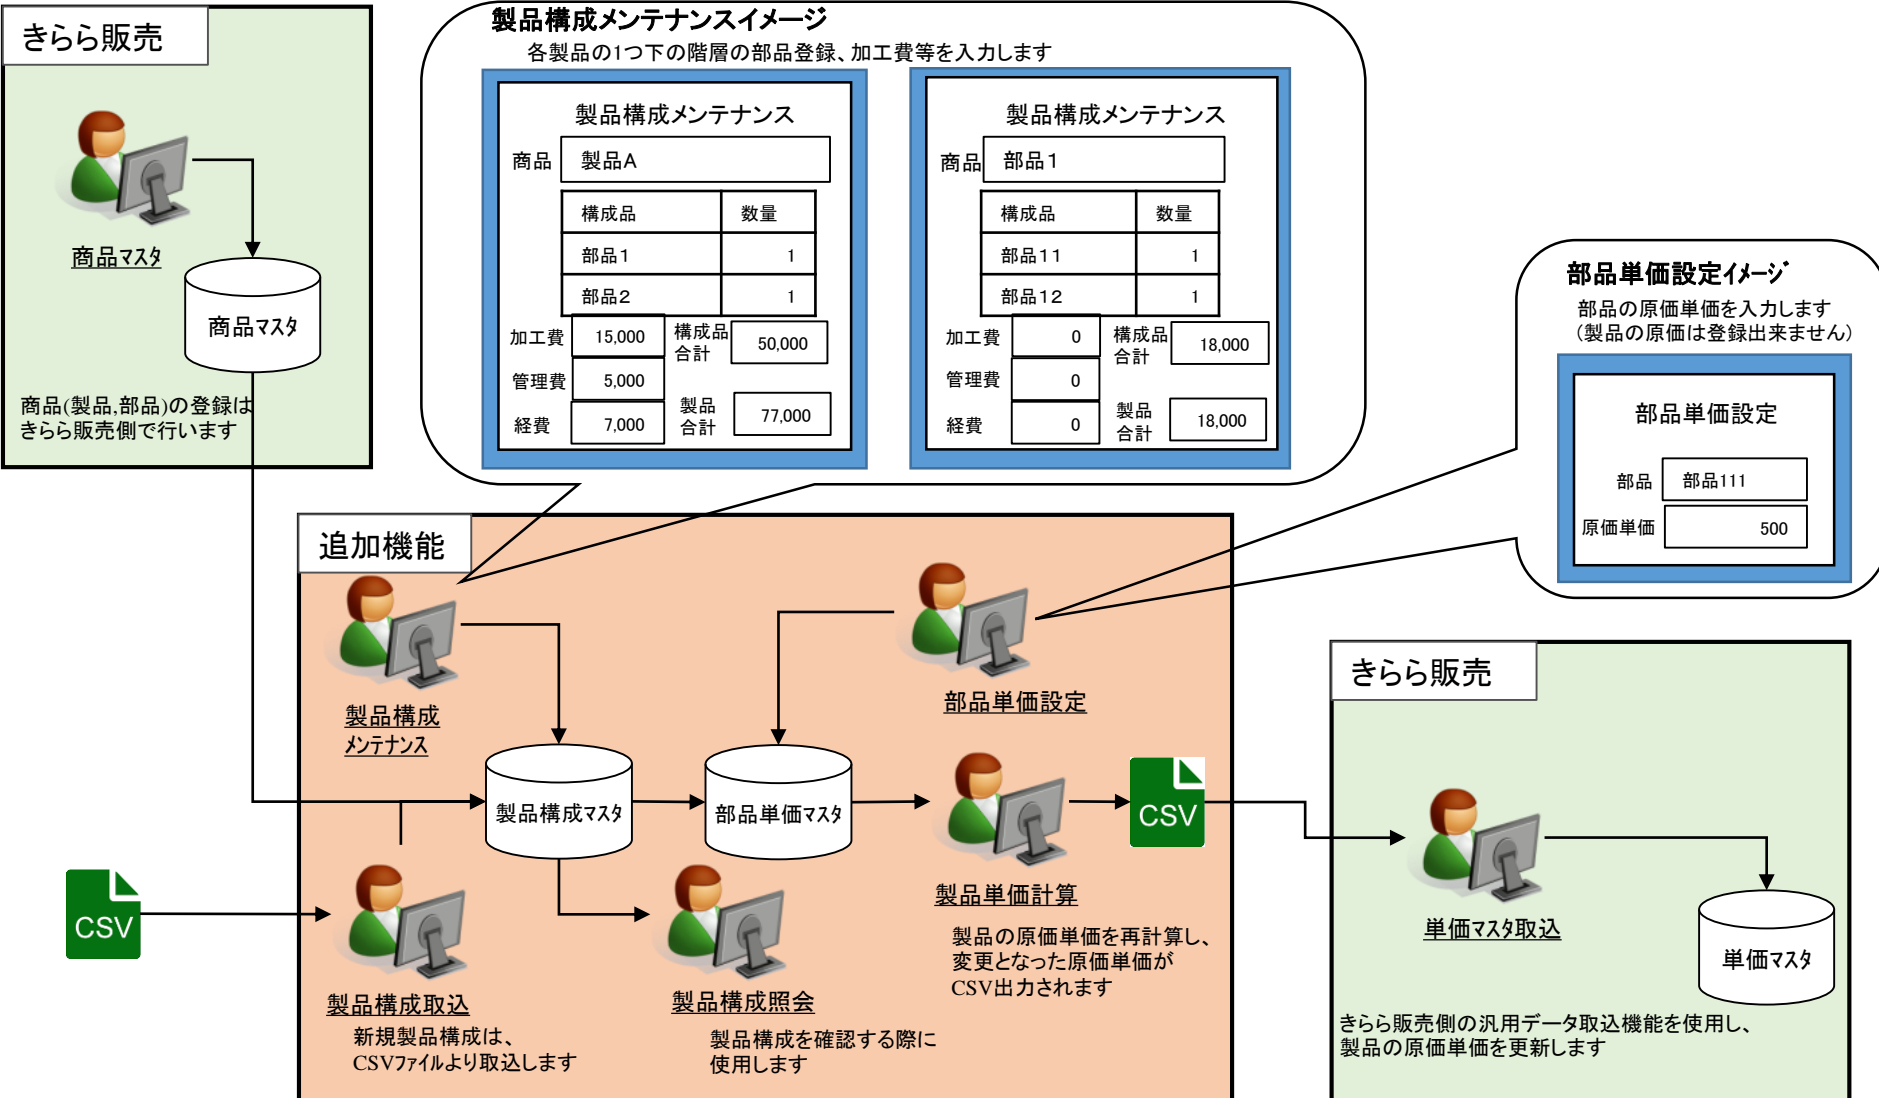 きらら販売
商品マスタ
商品マスタ
商品(製品,部品)の登録は
きらら販売側で行います
製品構成メンテナンスイメージ
各製品の1つ下の階層の部品登録、加工費等を入力します
製品構成メンテナンス
商品 製品A
構成品 数量
部品1 1
部品2 1
加工費 15,000 構成品合計 50,000
管理費 5,000
経費 7,000 製品合計 77,000
製品構成メンテナンス
商品 部品1
構成品 数量
部品11 1
部品12 1
加工費 0 構成品合計 18,000
管理費 0
経費 0 製品合計 18,000
部品単価設定イメージ
部品の原価単価を入力します
(製品の原価は登録出来ません)
部品単価設定
部品 部品111
原価単価 500
追加機能
製品構成
メンテナンス
部品単価設定
製品構成マスタ
部品単価マスタ
CSV
CSV
製品単価計算
製品の原価単価を再計算し、
変更となった原価単価が
CSV出力されます
製品構成取込
新規製品構成は、
CSVファイルより取込します
製品構成照会
製品構成を確認する際に
使用します
きらら販売
単価マスタ取込
単価マスタ
きらら販売側の汎用データ取込機能を使用し、
製品の原価単価を更新します